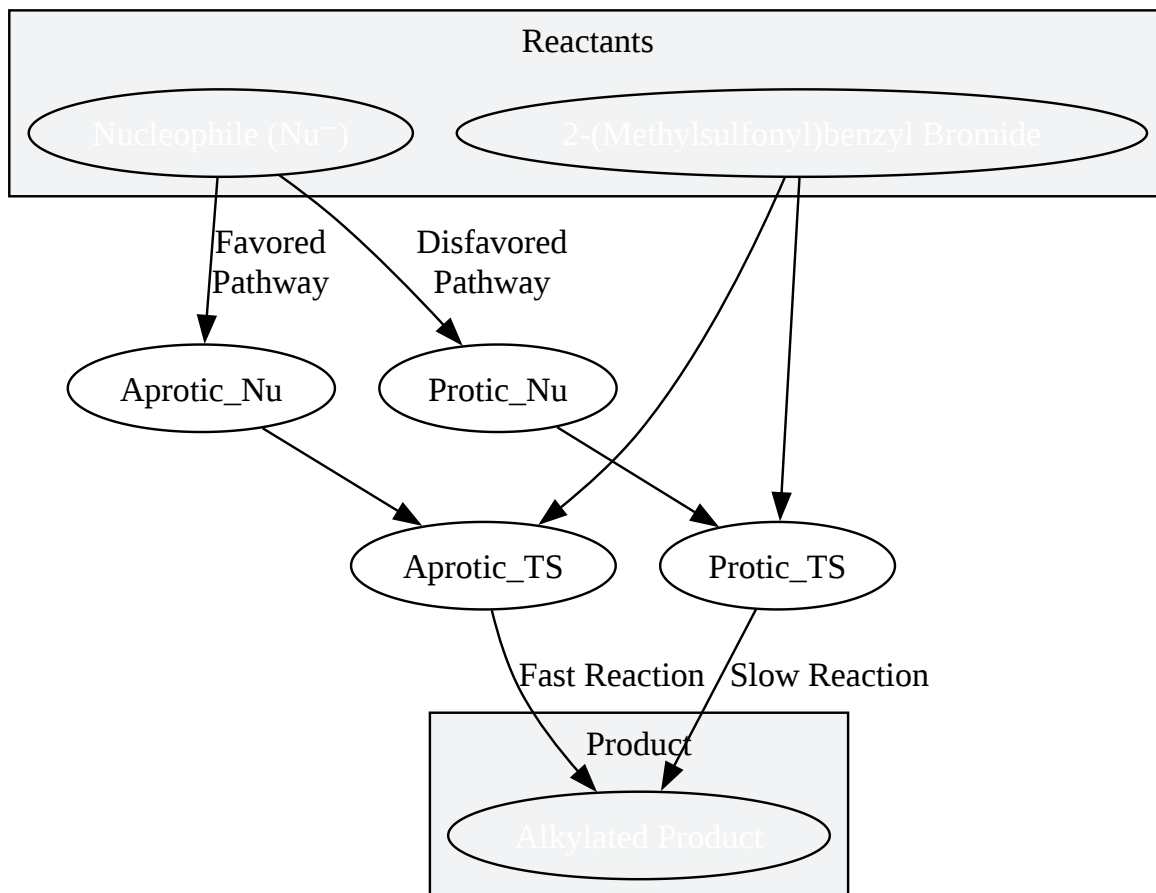 Reactants
Nucleophile (Nu⁻)
2-(Methylsulfonyl)benzyl Bromide
Favored
Pathway
Disfavored
Pathway
Aprotic_Nu
Protic_Nu
Aprotic_TS
Protic_TS
Fast Reaction
Slow Reaction
Product
Alkylated Product